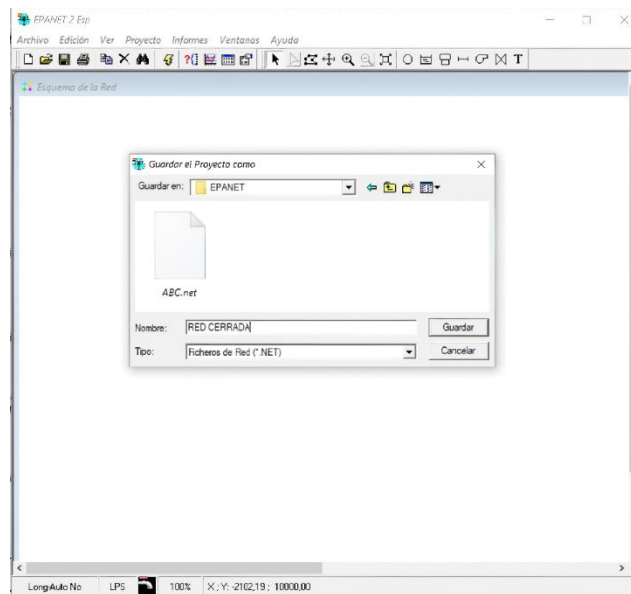 EPANET 2 Esp
Archivo Edición Ver Proyecto Informes Ventanas Ayuda
T
Esquema de la Red
Guardar el Proyecto como
Guardar en: EPANET
ABC.net
Nombre: RED CERRADA
Guardar
Tipo: Ficheros de Red (*.NET)
Cancelar
Long-Auto No LPS 100% X ; Y: -2102,19 ; 10000,00